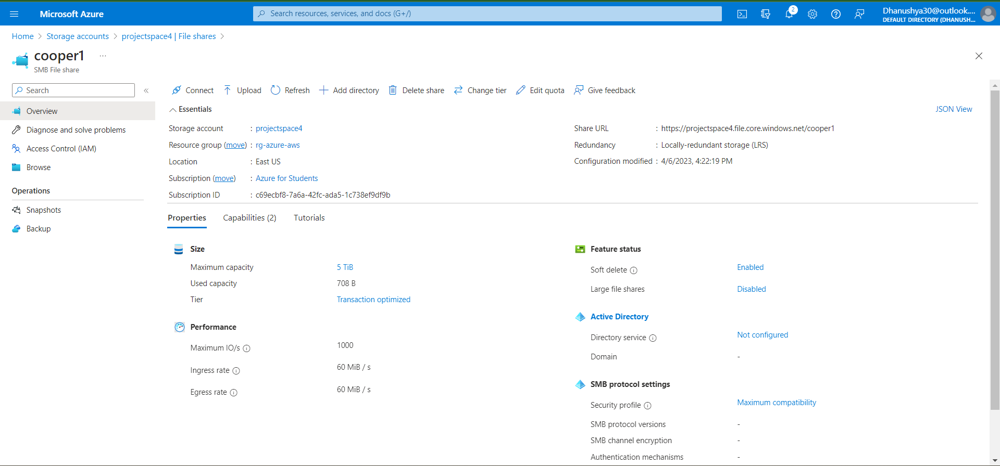 Microsoft Azure
Search resources, services, and docs (G+/)
2
Dhanushya30@outlook....
DEFAULT DIRECTORY (DHANUSH...
Home > Storage accounts > projectspace4 | File shares >
cooper1 ...
SMB File share
Search «
Overview
Diagnose and solve problems
Access Control (IAM)
Browse
Operations
Snapshots
Backup
Connect Upload Refresh Add directory Delete share Change tier Edit quota Give feedback
Essentials
JSON View
Storage account : projectspace4
Resource group (move) : rg-azure-aws
Location : East US
Subscription (move) : Azure for Students
Subscription ID : c69ecbf8-7a6a-42fc-ada5-1c738ef9df9b
Share URL : https://projectspace4.file.core.windows.net/cooper1
Redundancy : Locally-redundant storage (LRS)
Configuration modified : 4/6/2023, 4:22:19 PM
Properties Capabilities (2) Tutorials
Size
Maximum capacity 5 TiB
Used capacity 708 B
Tier Transaction optimized
Performance
Maximum IO/s 1000
Ingress rate 60 MiB / s
Egress rate 60 MiB / s
Feature status
Soft delete Enabled
Large file shares Disabled
Active Directory
Directory service Not configured
Domain -
SMB protocol settings
Security profile Maximum compatibility
SMB protocol versions -
SMB channel encryption -
Authentication mechanisms -